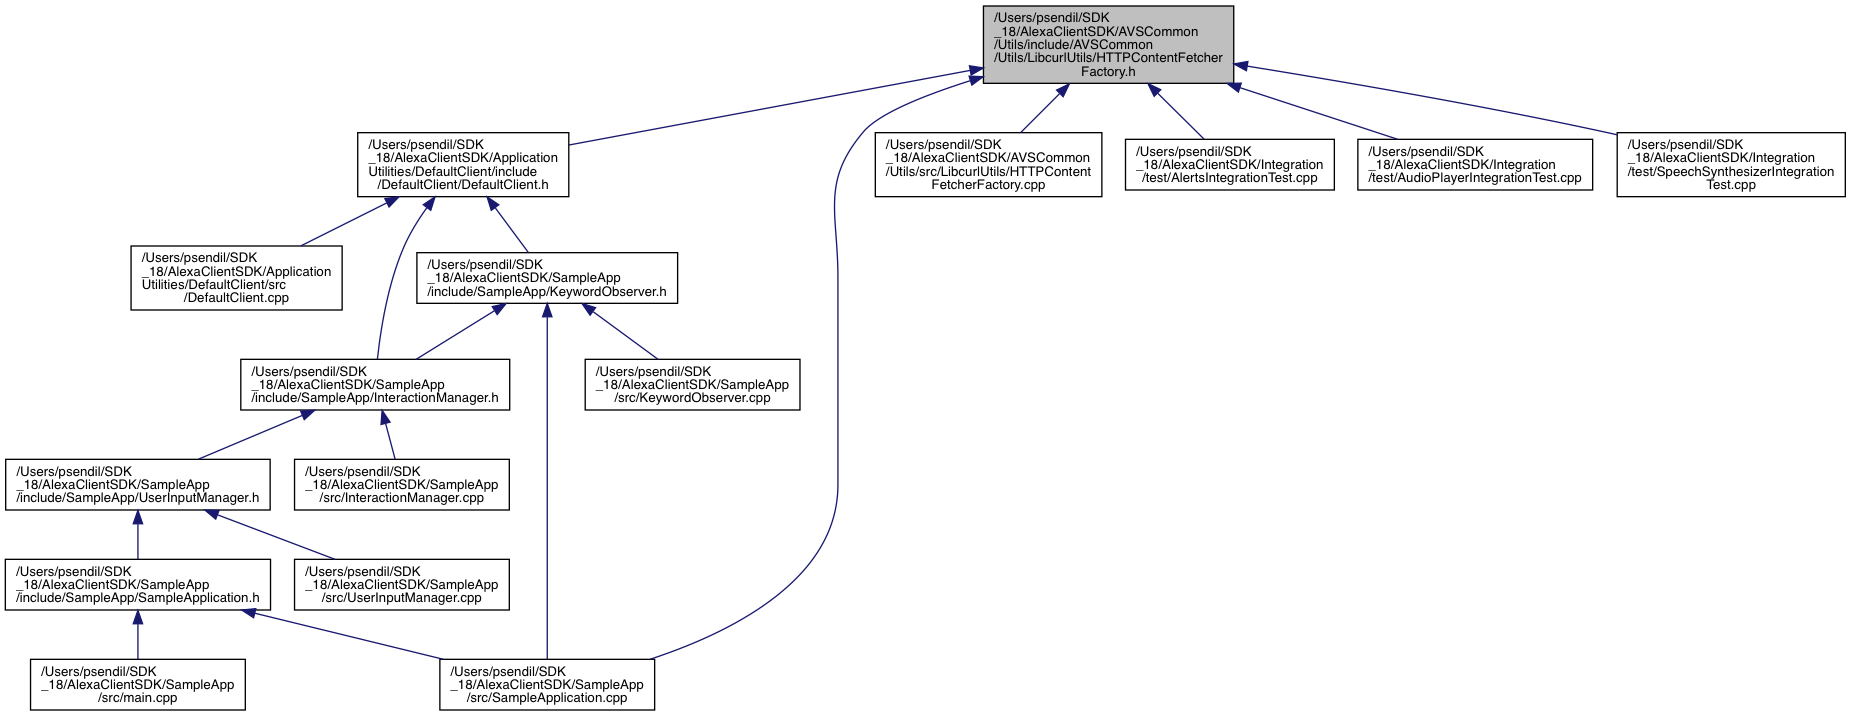 /Users/psendil/SDK
_18/AlexaClientSDK/AVSCommon
/Utils/include/AVSCommon
/Utils/LibcurlUtils/HTTPContentFetcher
Factory.h
/Users/psendil/SDK
_18/AlexaClientSDK/Application
Utilities/DefaultClient/include
/DefaultClient/DefaultClient.h
/Users/psendil/SDK
_18/AlexaClientSDK/AVSCommon
/Utils/src/LibcurlUtils/HTTPContent
FetcherFactory.cpp
/Users/psendil/SDK
_18/AlexaClientSDK/Integration
/test/AlertsIntegrationTest.cpp
/Users/psendil/SDK
_18/AlexaClientSDK/Integration
/test/AudioPlayerIntegrationTest.cpp
/Users/psendil/SDK
_18/AlexaClientSDK/Integration
/test/SpeechSynthesizerIntegration
Test.cpp
/Users/psendil/SDK
_18/AlexaClientSDK/Application
Utilities/DefaultClient/src
/DefaultClient.cpp
/Users/psendil/SDK
_18/AlexaClientSDK/SampleApp
/include/SampleApp/KeywordObserver.h
/Users/psendil/SDK
_18/AlexaClientSDK/SampleApp
/include/SampleApp/InteractionManager.h
/Users/psendil/SDK
_18/AlexaClientSDK/SampleApp
/src/KeywordObserver.cpp
/Users/psendil/SDK
_18/AlexaClientSDK/SampleApp
/include/SampleApp/UserInputManager.h
/Users/psendil/SDK
_18/AlexaClientSDK/SampleApp
/src/InteractionManager.cpp
/Users/psendil/SDK
_18/AlexaClientSDK/SampleApp
/include/SampleApp/SampleApplication.h
/Users/psendil/SDK
_18/AlexaClientSDK/SampleApp
/src/UserInputManager.cpp
/Users/psendil/SDK
_18/AlexaClientSDK/SampleApp
/src/main.cpp
/Users/psendil/SDK
_18/AlexaClientSDK/SampleApp
/src/SampleApplication.cpp